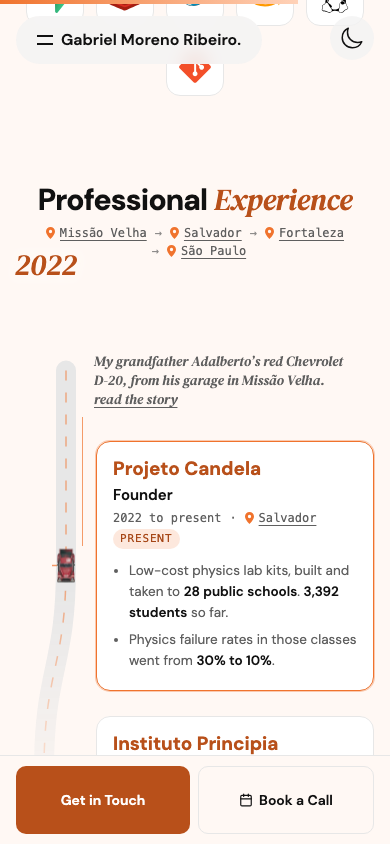 Gabriel Moreno Ribeiro.
Professional Experience
Missão Velha → Salvador → Fortaleza
→ São Paulo
2022
My grandfather Adalberto's red Chevrolet
D-20, from his garage in Missão Velha.
read the story
Projeto Candela
Founder
2022 to present · Salvador
PRESENT
• Low-cost physics lab kits, built and
taken to 28 public schools. 3,392
students so far.
• Physics failure rates in those classes
went from 30% to 10%.
Instituto Principia
Get in Touch
Book a Call